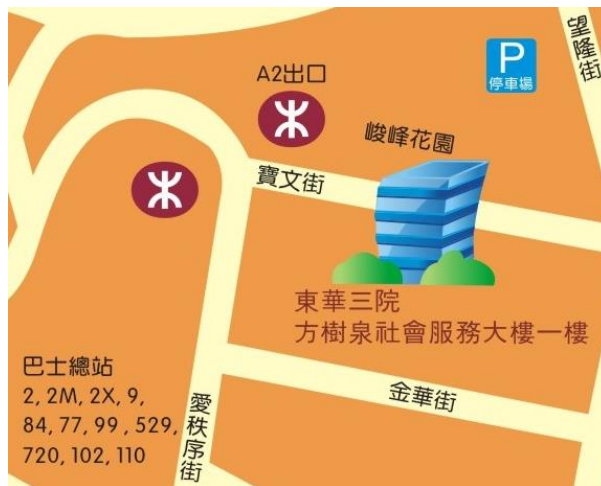 望隆街
P
停車場
A2出口
峻峰花園
寶文街
東華三院
方樹泉社會服務大樓一樓
金華街
愛秩序街
巴士總站
2, 2M, 2X, 9,
84, 77, 99 , 529,
720, 102, 110